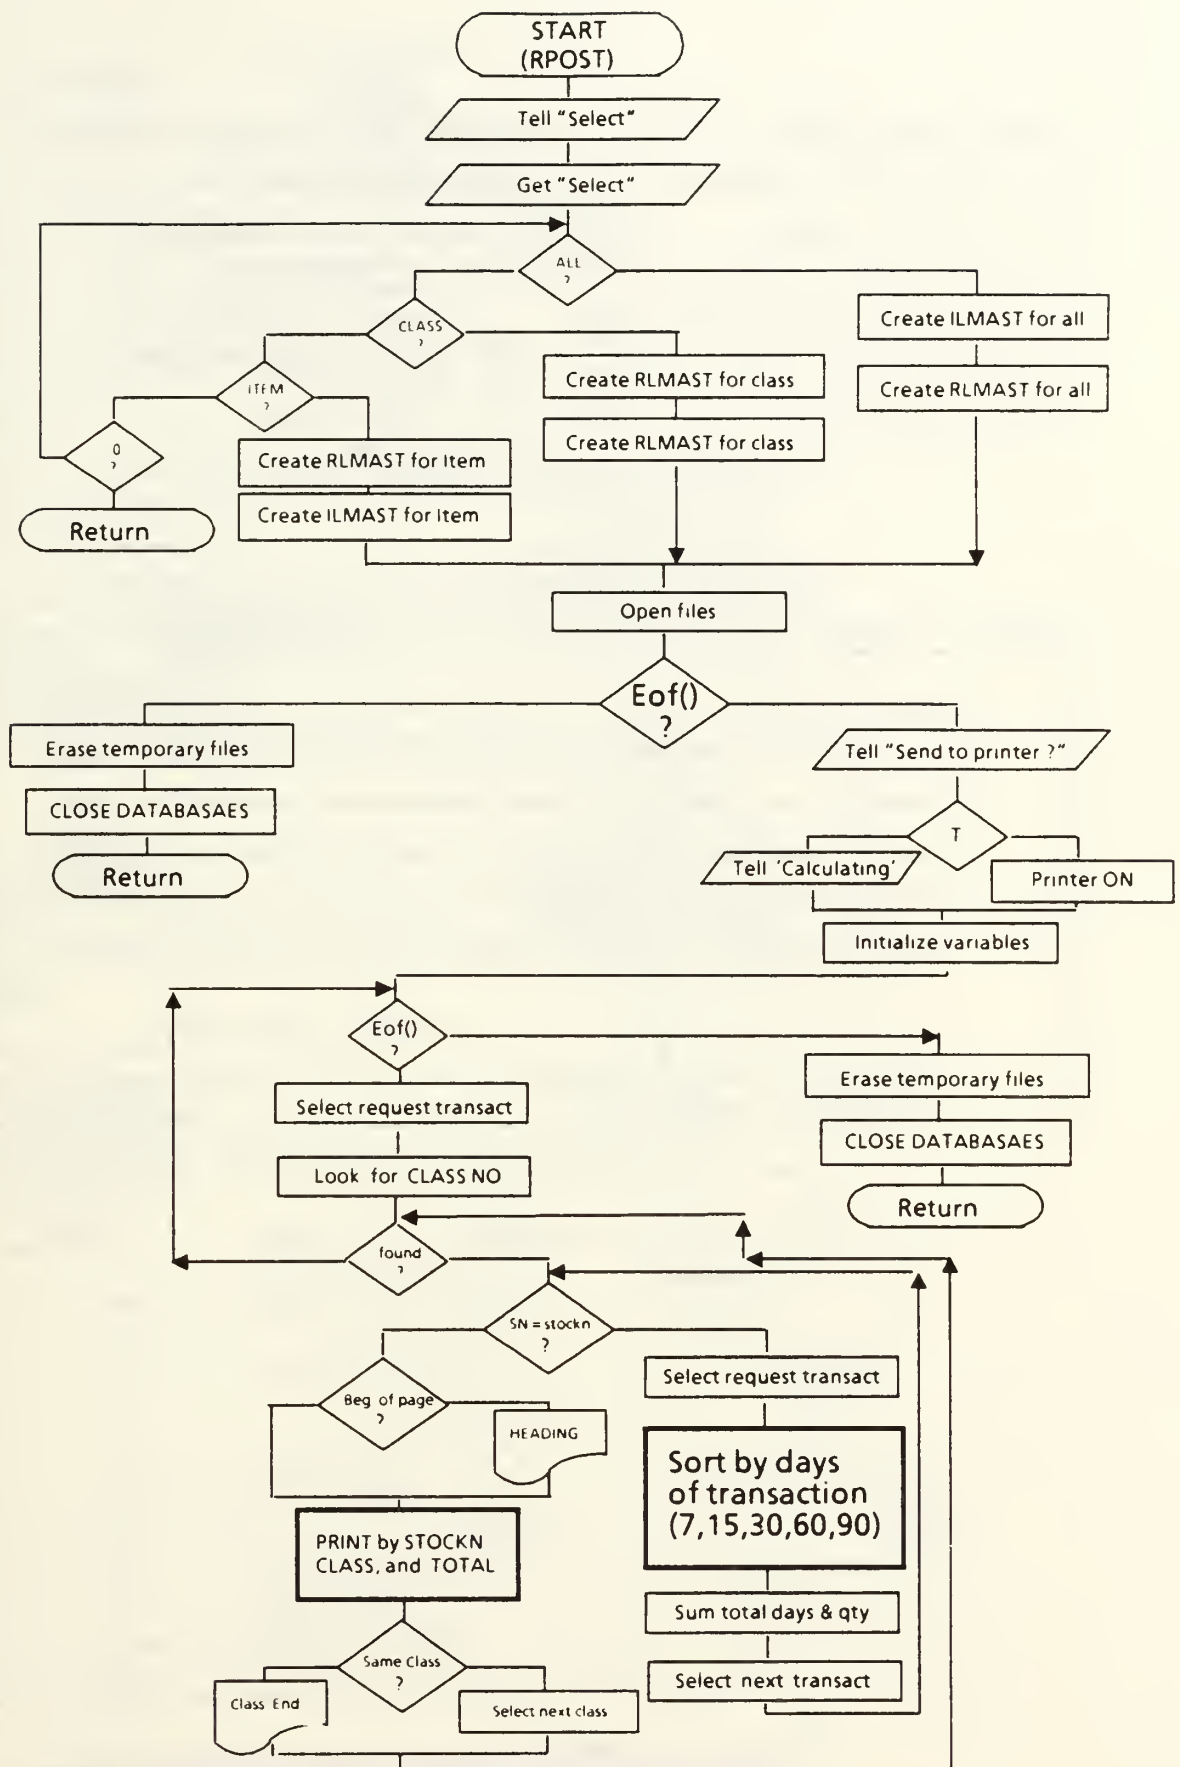 START
(RPOST)
Tell "Select"
Get "Select"
ALL
?
CLASS
?
Create ILMAST for all
ITEM
?
Create RLMAST for class
Create RLMAST for all
0
?
Create RLMAST for Item
Create RLMAST for class
Return
Create ILMAST for Item
Open files
Eof()
?
Erase temporary files
Tell "Send to printer ?"
CLOSE DATABASAES
T
Return
Tell 'Calculating'
Printer ON
Initialize variables
Eof()
?
Select request transact
Erase temporary files
Look for CLASS NO
CLOSE DATABASAES
Return
found
?
SN = stockn
?
Select request transact
Beg of page
?
HEADING
Sort by days
of transaction
(7,15,30,60,90)
PRINT by STOCKN
CLASS, and TOTAL
Sum total days & qty
Same Class
?
Select next transact
Class End
Select next class